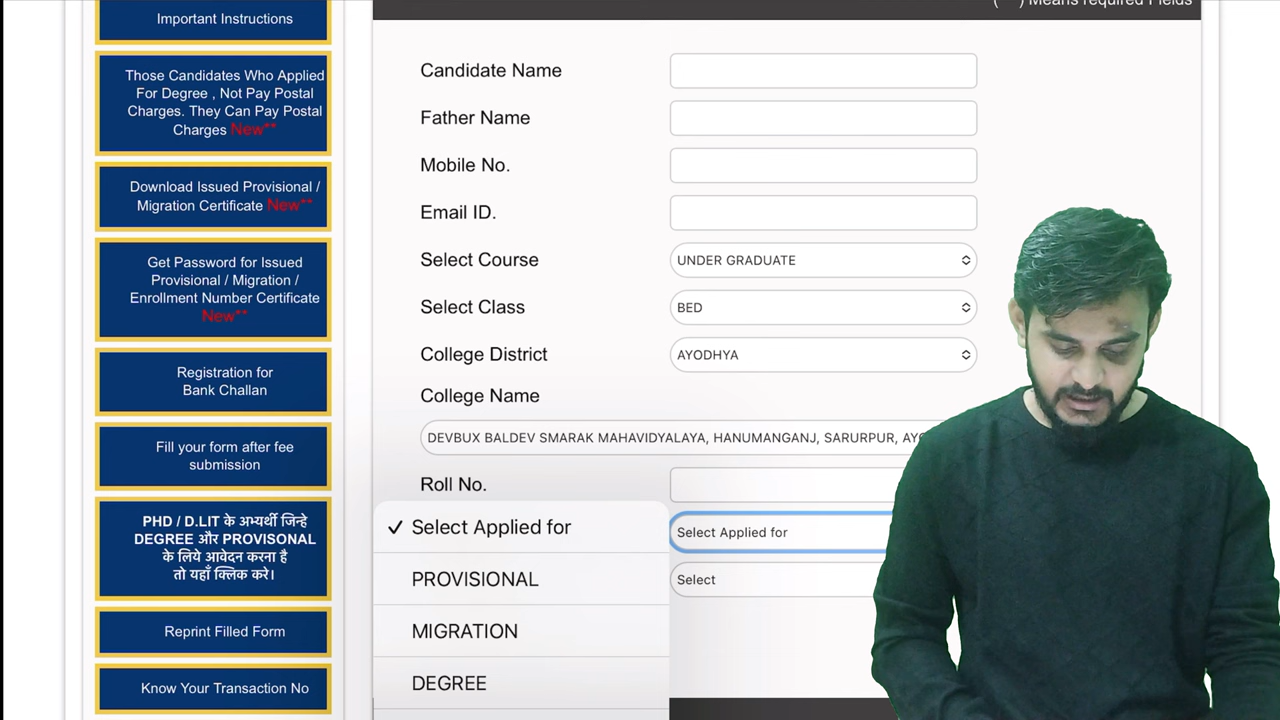 Important Instructions
Those Candidates Who Applied
For Degree , Not Pay Postal
Charges. They Can Pay Postal
Charges New**
Download Issued Provisional /
Migration Certificate New**
Get Password for Issued
Provisional / Migration /
Enrollment Number Certificate
New**
Registration for
Bank Challan
Fill your form after fee
submission
PHD / D.LIT के अभ्यर्थी जिन्हे
DEGREE और PROVISONAL
के लिये आवेदन करना है
तो यहाँ क्लिक करे।
Reprint Filled Form
Know Your Transaction No
Means required Fields
Candidate Name
Father Name
Mobile No.
Email ID.
Select Course UNDER GRADUATE
Select Class BED
College District AYODHYA
College Name
DEVBUX BALDEV SMARAK MAHAVIDYALAYA, HANUMANGANJ, SARURPUR,
Roll No.
✓ Select Applied for
Select Applied for
PROVISIONAL
Select
MIGRATION
DEGREE